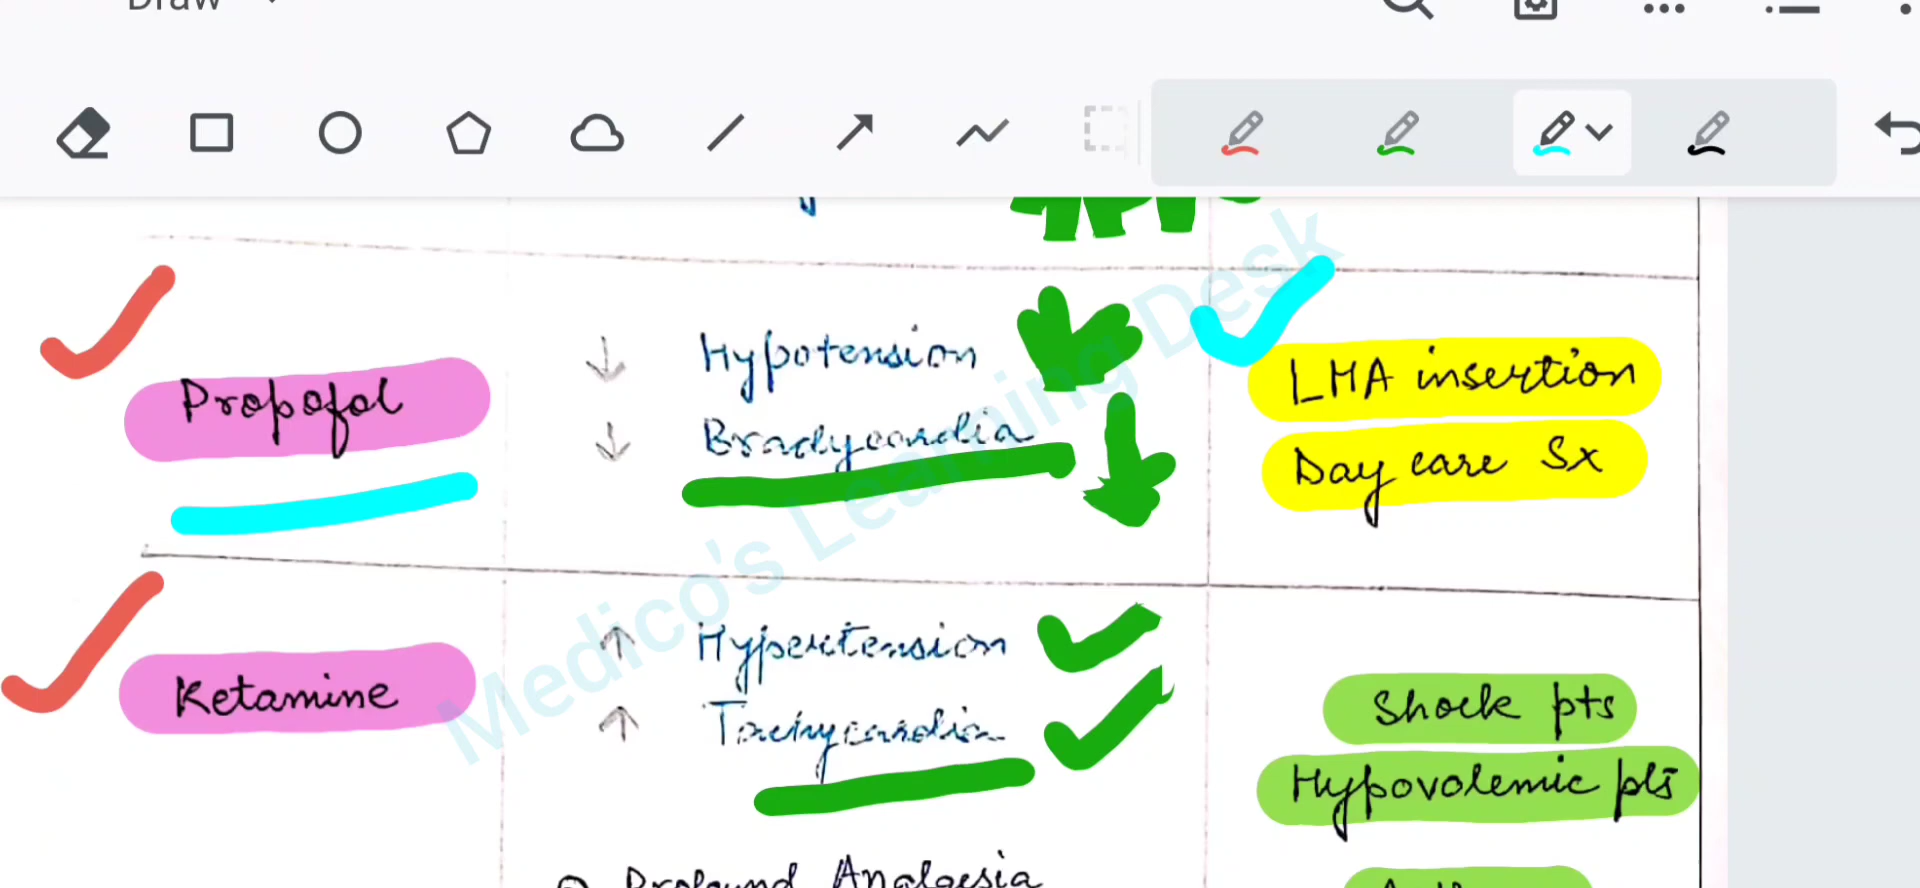 Draw
Propofol
↓ Hypotension
↓ Bradycardia
LMA insertion
Day care Sx
Ketamine
↑ Hypertension
↑ Tachycardia
Shock pts
Hypovolemic pts
Profound Analgesia
Medico's Learning Desk